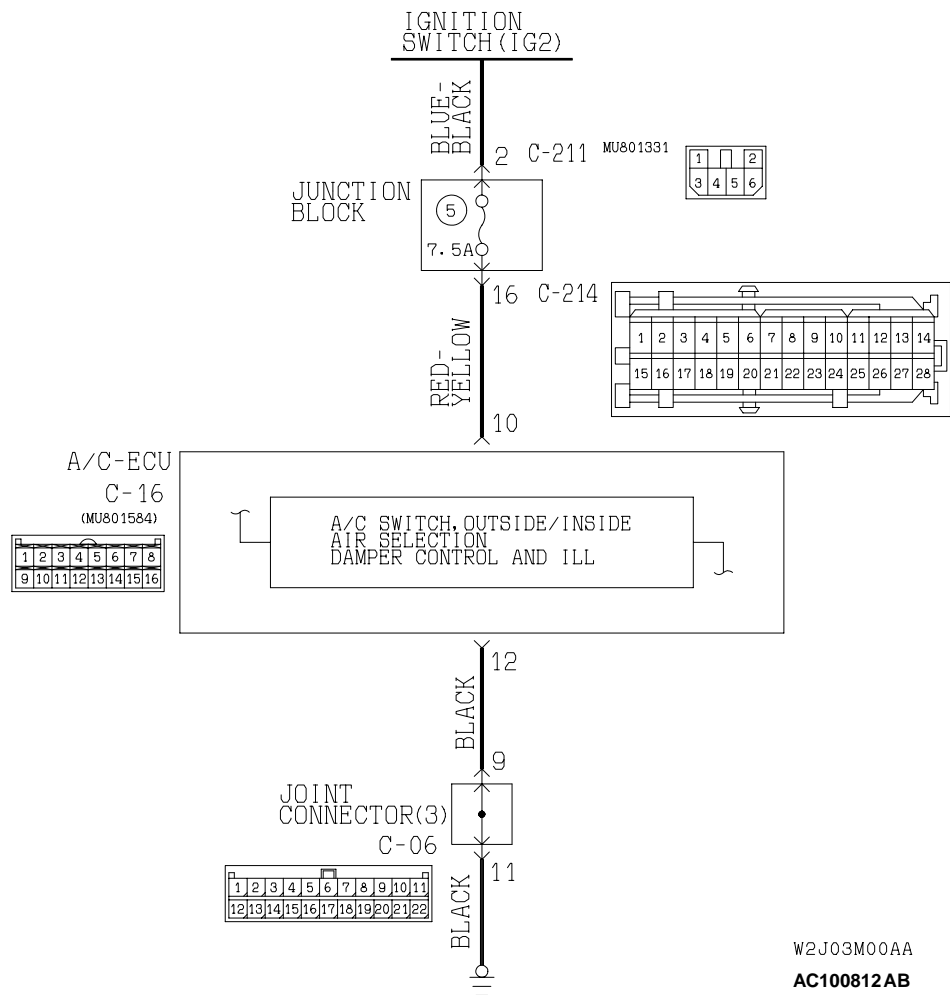 IGNITION
SWITCH(IG2)
BLUE-
BLACK
2 C-211 MU801331
1 2
3 4 5 6
JUNCTION
BLOCK
5
7.5A
16 C-214
1 2 3 4 5 6 7 8 9 10 11 12 13 14
15 16 17 18 19 20 21 22 23 24 25 26 27 28
RED-
YELLOW
10
A/C-ECU
C-16
(MU801584)
1 2 3 4 5 6 7 8
9 10 11 12 13 14 15 16
A/C SWITCH,OUTSIDE/INSIDE
AIR SELECTION
DAMPER CONTROL AND ILL
12
BLACK
9
JOINT
CONNECTOR(3)
C-06
1 2 3 4 5 6 7 8 9 10 11
12 13 14 15 16 17 18 19 20 21 22
11
BLACK
W2J03M00AA
AC100812AB